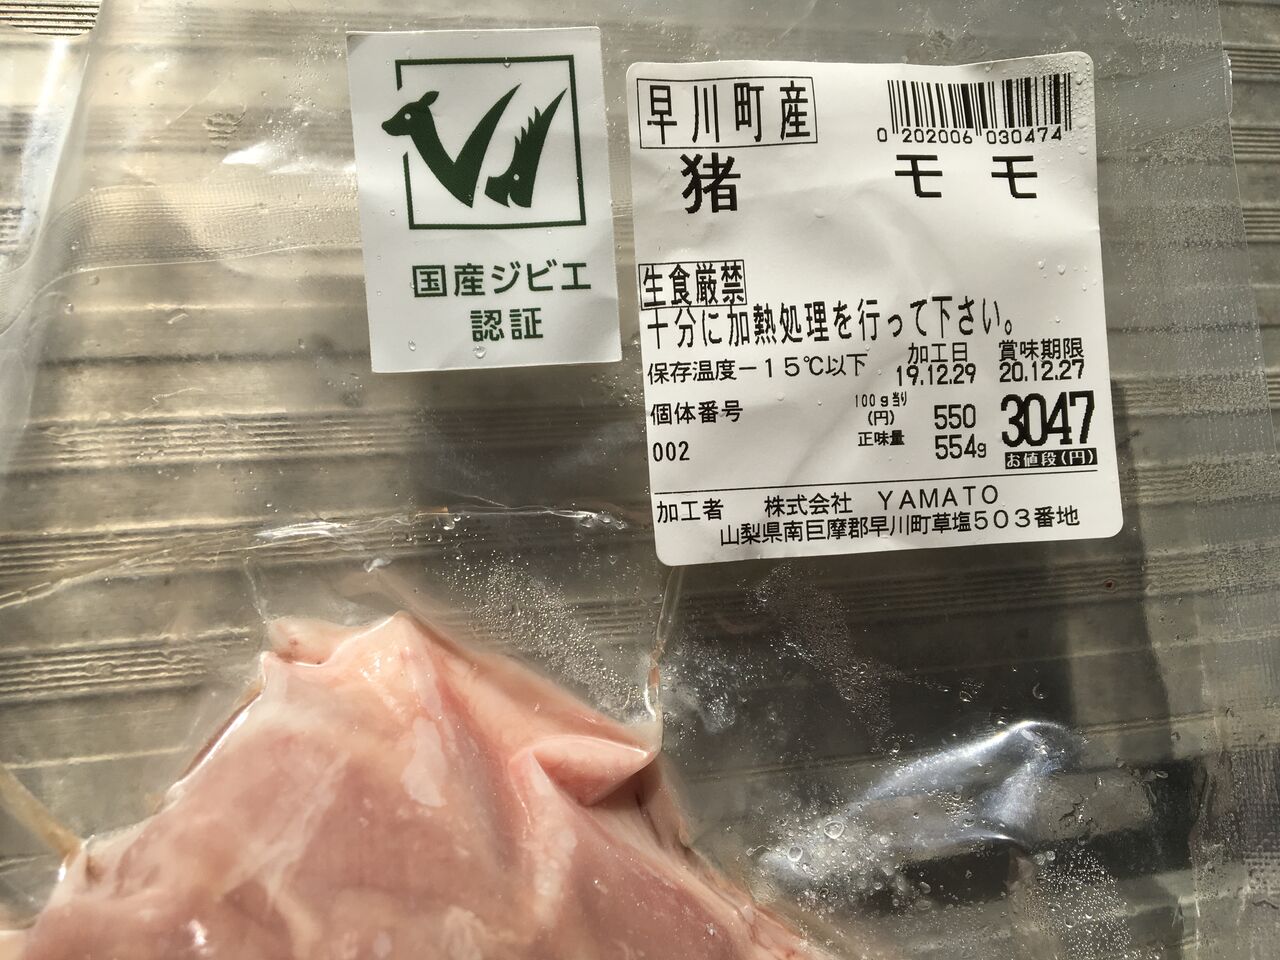 国産ジビエ
認証
早川町産
0 202006 030474
猪 モモ
生食厳禁
十分に加熱処理を行って下さい。
保存温度－１５℃以下
加工日 賞味期限
19.12.29 20.12.27
個体番号
002
100g当り
(円) 550
正味量 554g
3047
お値段(円)
加工者 株式会社 YAMATO
山梨県南巨摩郡早川町草塩５０３番地